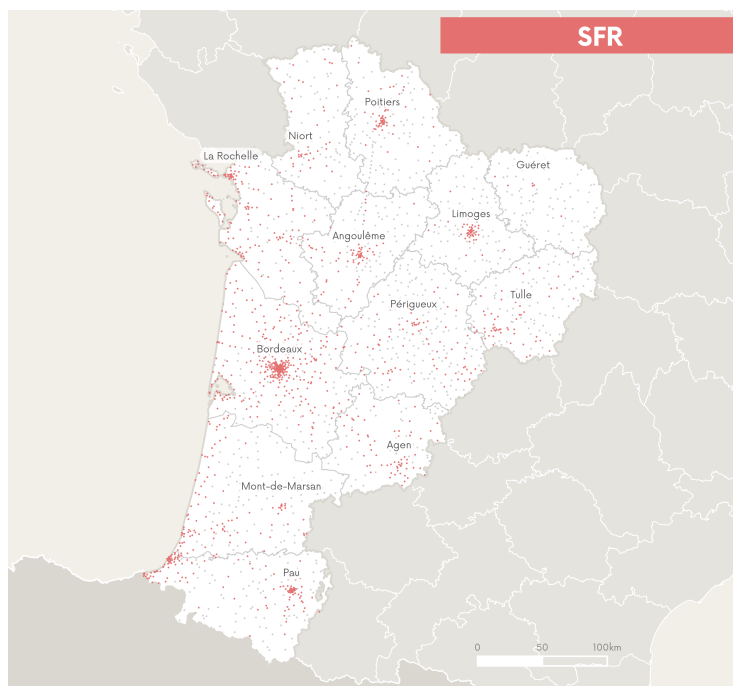 SFR
Poitiers
Niort
La Rochelle
Guéret
Limoges
Angoulême
Tulle
Périgueux
Bordeaux
Agen
Mont-de-Marsan
Pau
0 50 100km